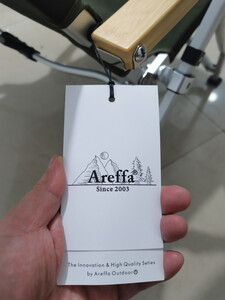 Areffa®
Since 2003
The Innovation & High Quality Series
by Areffa Outdoor®